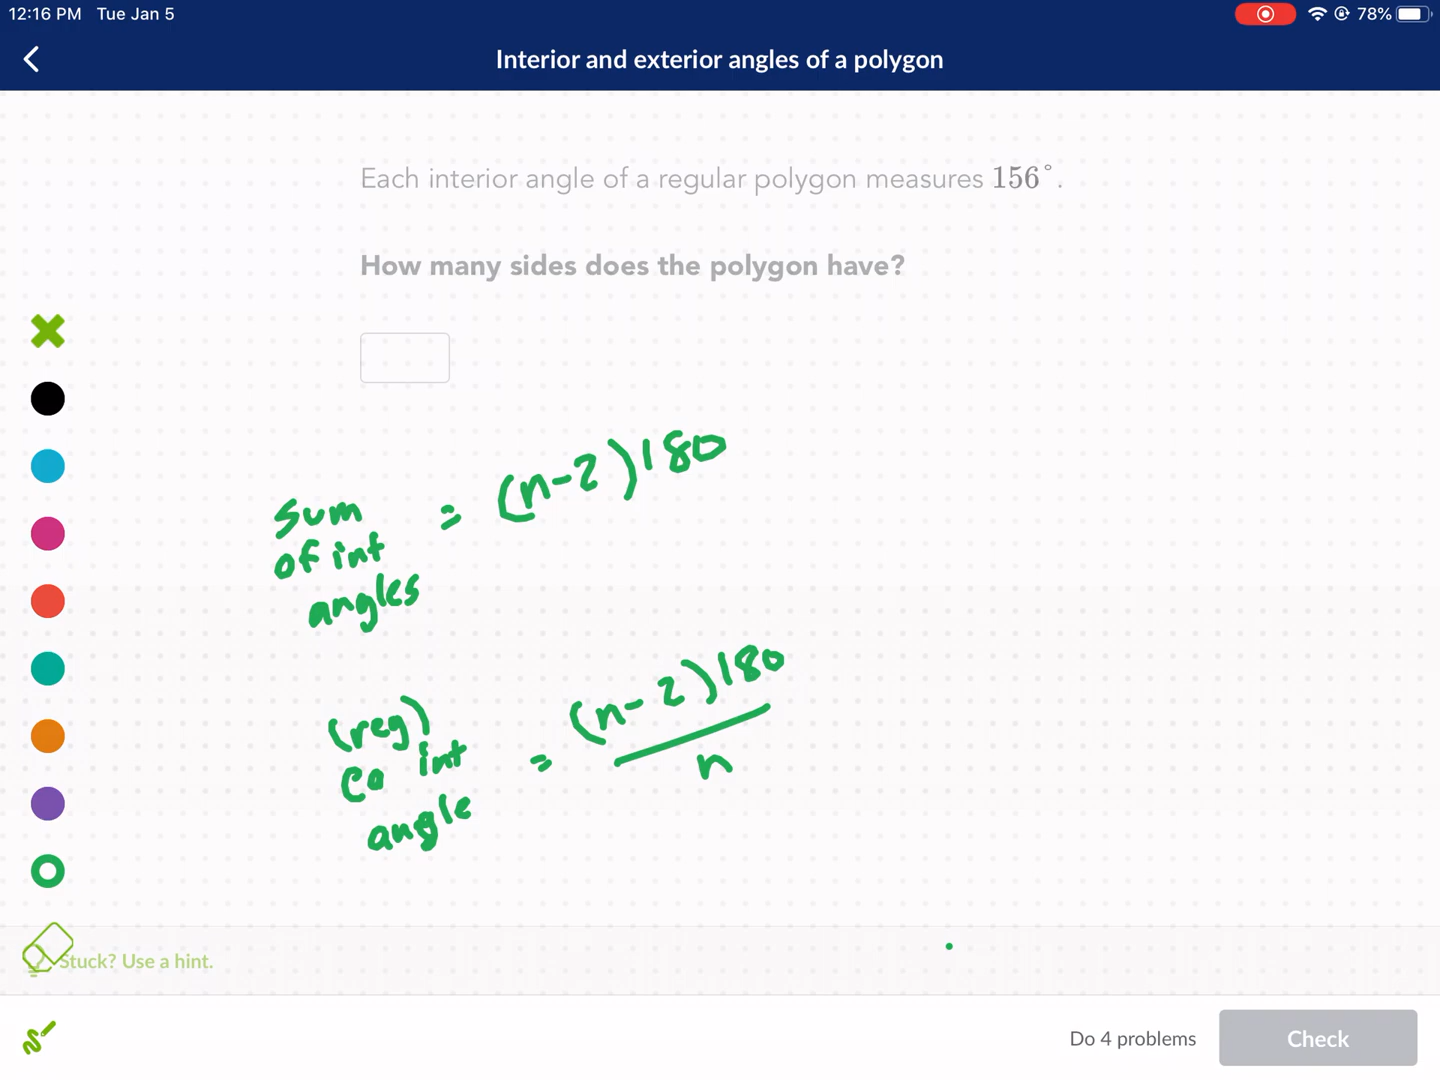 12:16 PM Tue Jan 5 78%
Interior and exterior angles of a polygon
Each interior angle of a regular polygon measures 156°.
How many sides does the polygon have?
sum of int angles = (n-2)180
(reg) ea int angle = (n-2)180 / n
Stuck? Use a hint.
Do 4 problems
Check